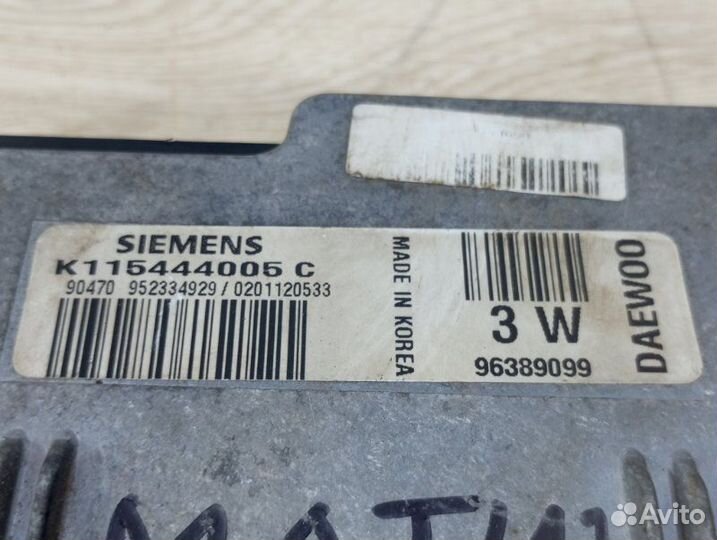 SIEMENS
K115444005 C
90470 952334929 / 0201120533
MADE IN KOREA
3 W
96389099
DAEWOO
Avito